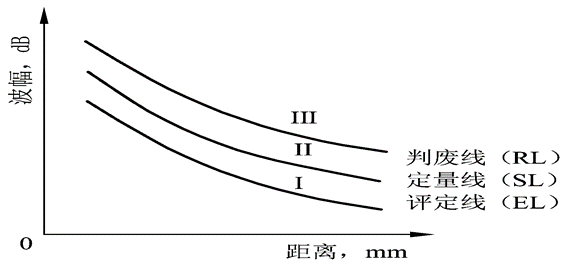 波幅，dB
III
II
I
判废线（RL）
定量线（SL）
评定线（EL）
O
距离，mm